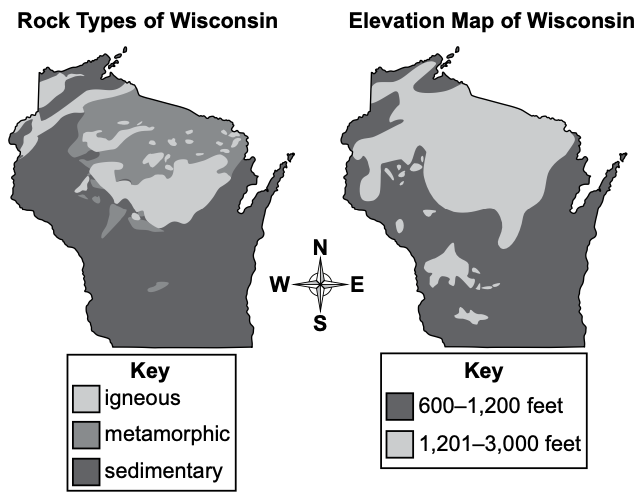 Rock Types of Wisconsin
Elevation Map of Wisconsin
N
W
E
S
Key
igneous
metamorphic
sedimentary
Key
600–1,200 feet
1,201–3,000 feet